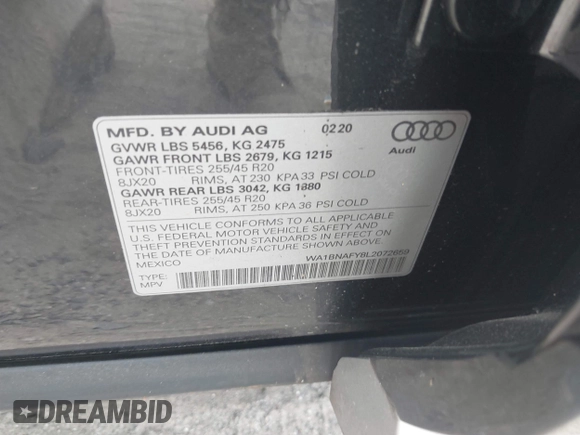 MFD. BY AUDI AG 0220
GVWR LBS 5456, KG 2475
GAWR FRONT LBS 2679, KG 1215
FRONT-TIRES 255/45 R20
8JX20 RIMS, AT 230 KPA 33 PSI COLD
GAWR REAR LBS 3042, KG 1380
REAR-TIRES 255/45 R20
8JX20 RIMS, AT 250 KPA 36 PSI COLD
THIS VEHICLE CONFORMS TO ALL APPLICABLE
U.S. FEDERAL MOTOR VEHICLE SAFETY AND
THEFT PREVENTION STANDARDS IN EFFECT ON
THE DATE OF MANUFACTURE SHOWN ABOVE.
MEXICO
WA1BNAFY8L2072659
TYPE:
MPV
Audi
DREAMBID